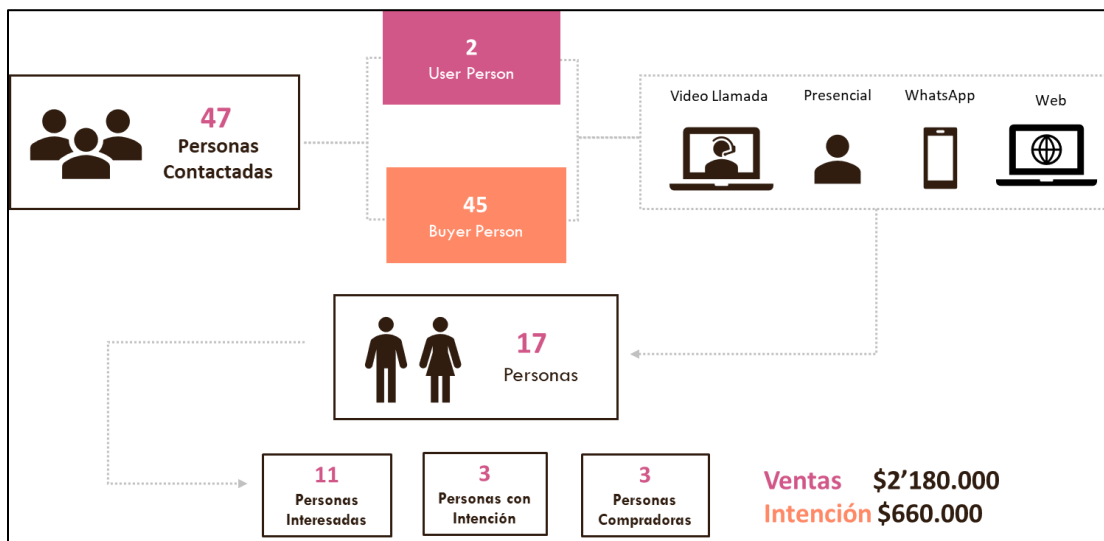 2
User Person
47
Personas
Contactadas
45
Buyer Person
Video Llamada
Presencial
WhatsApp
Web
17
Personas
11
Personas
Interesadas
3
Personas con
Intención
3
Personas
Compradoras
Ventas $2’180.000
Intención $660.000